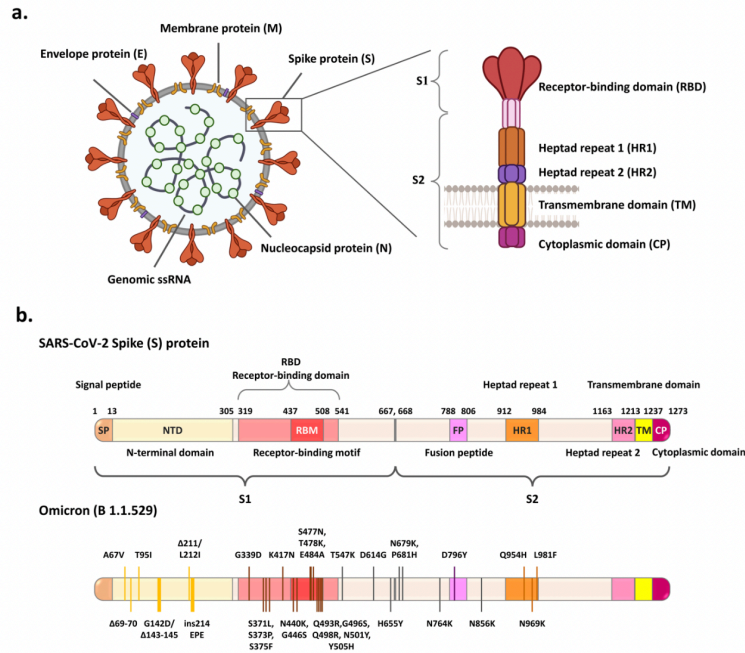 a.
Membrane protein (M)
Envelope protein (E)
Spike protein (S)
Nucleocapsid protein (N)
Genomic ssRNA
S1
S2
Receptor-binding domain (RBD)
Heptad repeat 1 (HR1)
Heptad repeat 2 (HR2)
Transmembrane domain (TM)
Cytoplasmic domain (CP)
b.
SARS-CoV-2 Spike (S) protein
RBD
Receptor-binding domain
Signal peptide
Heptad repeat 1
Transmembrane domain
1 13 305 319 437 508 541 667, 668 788 806 912 984 1163 1213 1237 1273
SP NTD RBM FP HR1 HR2 TM CP
N-terminal domain
Receptor-binding motif
Fusion peptide
Heptad repeat 2
Cytoplasmic domain
S1
S2
Omicron (B 1.1.529)
A67V
T95I
Δ211/
L212I
G339D
K417N
S477N,
T478K,
E484A
T547K
D614G
N679K,
P681H
D796Y
Q954H
L981F
Δ69-70
G142D/
Δ143-145
ins214
EPE
S371L,
S373P,
S375F
N440K,
G446S
Q493R,
Q498R,
G496S,
N501Y,
Y505H
H655Y
N764K
N856K
N969K